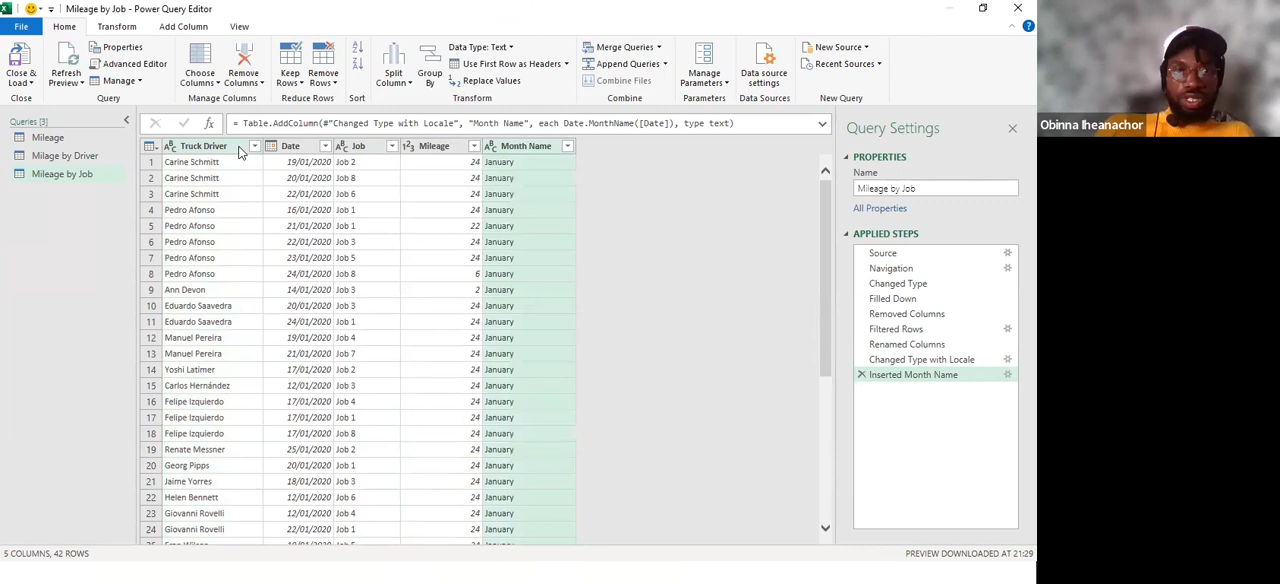 Mileage by Job - Power Query Editor
File Home Transform Add Column View
Close & Load
Close
Refresh Preview
Properties
Advanced Editor
Manage
Query
Choose Columns
Remove Columns
Manage Columns
Keep Rows
Remove Rows
Reduce Rows
Sort
Split Column
Group By
Data Type: Text
Use First Row as Headers
Replace Values
Transform
Merge Queries
Append Queries
Combine Files
Combine
Manage Parameters
Parameters
Data source settings
Data Sources
New Source
Recent Sources
New Query
Obinna Iheanachor
Queries [3]
Mileage
Milage by Driver
Mileage by Job
= Table.AddColumn(#"Changed Type with Locale", "Month Name", each Date.MonthName([Date]), type text)
Truck Driver Date Job Mileage Month Name
1 Carine Schmitt 19/01/2020 Job 2 24 January
2 Carine Schmitt 20/01/2020 Job 8 24 January
3 Carine Schmitt 22/01/2020 Job 6 24 January
4 Pedro Afonso 16/01/2020 Job 1 24 January
5 Pedro Afonso 21/01/2020 Job 1 22 January
6 Pedro Afonso 22/01/2020 Job 3 24 January
7 Pedro Afonso 23/01/2020 Job 5 24 January
8 Pedro Afonso 24/01/2020 Job 8 6 January
9 Ann Devon 14/01/2020 Job 3 2 January
10 Eduardo Saavedra 20/01/2020 Job 3 24 January
11 Eduardo Saavedra 24/01/2020 Job 1 24 January
12 Manuel Pereira 19/01/2020 Job 4 24 January
13 Manuel Pereira 21/01/2020 Job 7 24 January
14 Yoshi Latimer 17/01/2020 Job 2 24 January
15 Carlos Hernández 12/01/2020 Job 3 24 January
16 Felipe Izquierdo 17/01/2020 Job 4 24 January
17 Felipe Izquierdo 17/01/2020 Job 1 24 January
18 Felipe Izquierdo 17/01/2020 Job 8 24 January
19 Renate Messner 25/01/2020 Job 2 24 January
20 Georg Pipps 20/01/2020 Job 1 24 January
21 Jaime Yorres 18/01/2020 Job 3 24 January
22 Helen Bennett 12/01/2020 Job 6 24 January
23 Giovanni Rovelli 12/01/2020 Job 4 24 January
24 Giovanni Rovelli 22/01/2020 Job 1 24 January
Query Settings
PROPERTIES
Name
Mileage by Job
All Properties
APPLIED STEPS
Source
Navigation
Changed Type
Filled Down
Removed Columns
Filtered Rows
Renamed Columns
Changed Type with Locale
Inserted Month Name
5 COLUMNS, 42 ROWS
PREVIEW DOWNLOADED AT 21:29